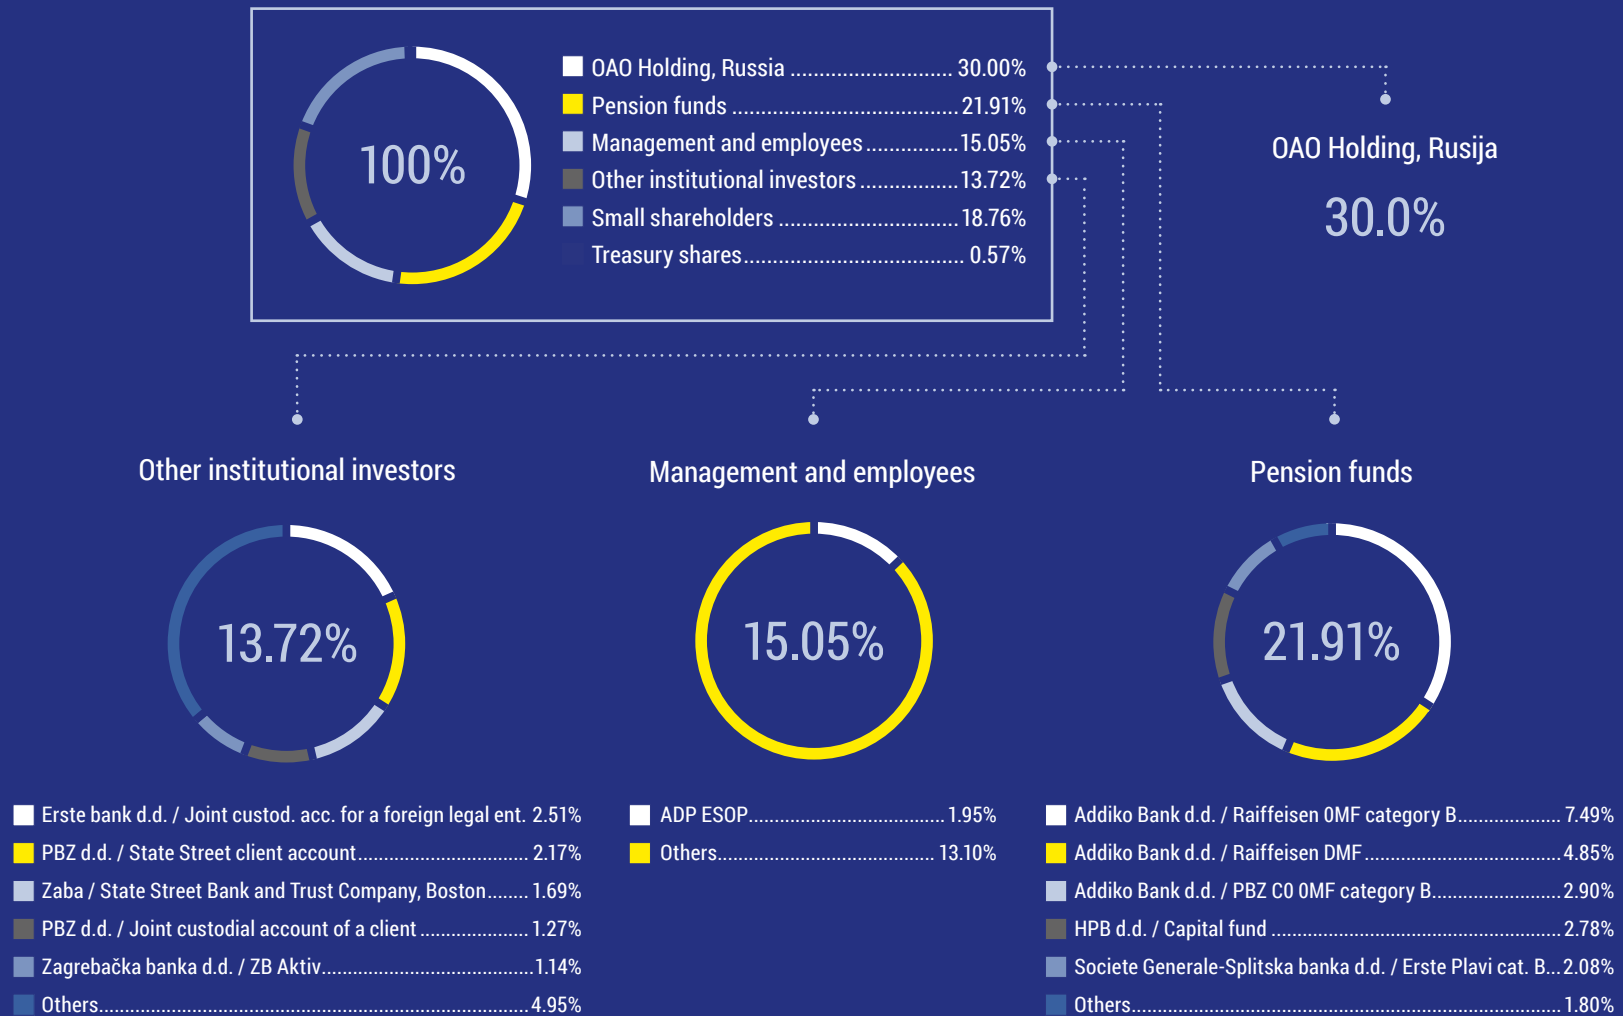 100%
OAO Holding, Russia ............................ 30.00%
Pension funds ....................................... 21.91%
Management and employees ................ 15.05%
Other institutional investors ................. 13.72%
Small shareholders ............................... 18.76%
Treasury shares...................................... 0.57%
OAO Holding, Rusija
30.0%
Other institutional investors
13.72%
Erste bank d.d. / Joint custod. acc. for a foreign legal ent. 2.51%
PBZ d.d. / State Street client account.............................. 2.17%
Zaba / State Street Bank and Trust Company, Boston....... 1.69%
PBZ d.d. / Joint custodial account of a client ................... 1.27%
Zagrebačka banka d.d. / ZB Aktiv.....................................1.14%
Others.......................................................................... 4.95%
Management and employees
15.05%
ADP ESOP.................................. 1.95%
Others...................................... 13.10%
Pension funds
21.91%
Addiko Bank d.d. / Raiffeisen 0MF category B.................. 7.49%
Addiko Bank d.d. / Raiffeisen DMF .................................. 4.85%
Addiko Bank d.d. / PBZ C0 0MF category B...................... 2.90%
HPB d.d. / Capital fund .................................................. 2.78%
Societe Generale-Splitska banka d.d. / Erste Plavi cat. B... 2.08%
Others.......................................................................... 1.80%